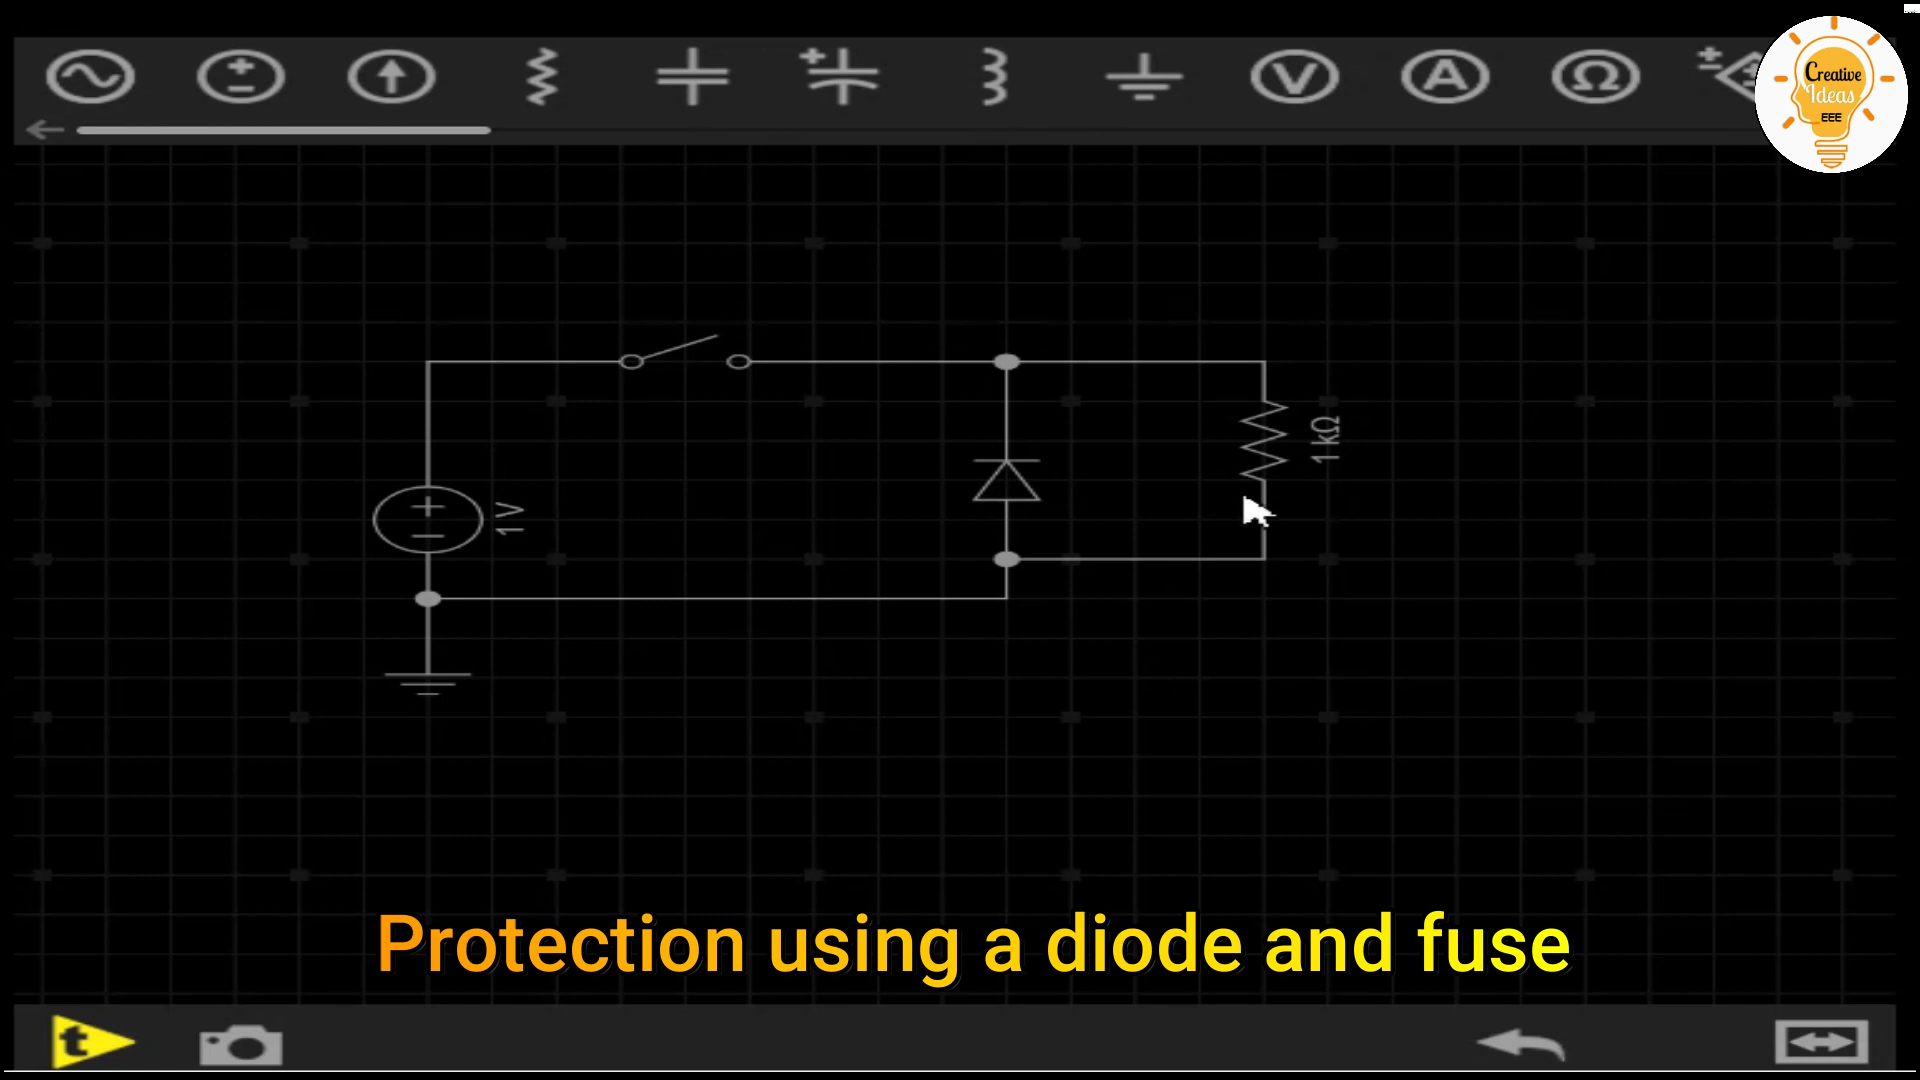 V
A
Ω
Creative
Ideas
EEE
1 kΩ
1 V
Protection using a diode and fuse
t